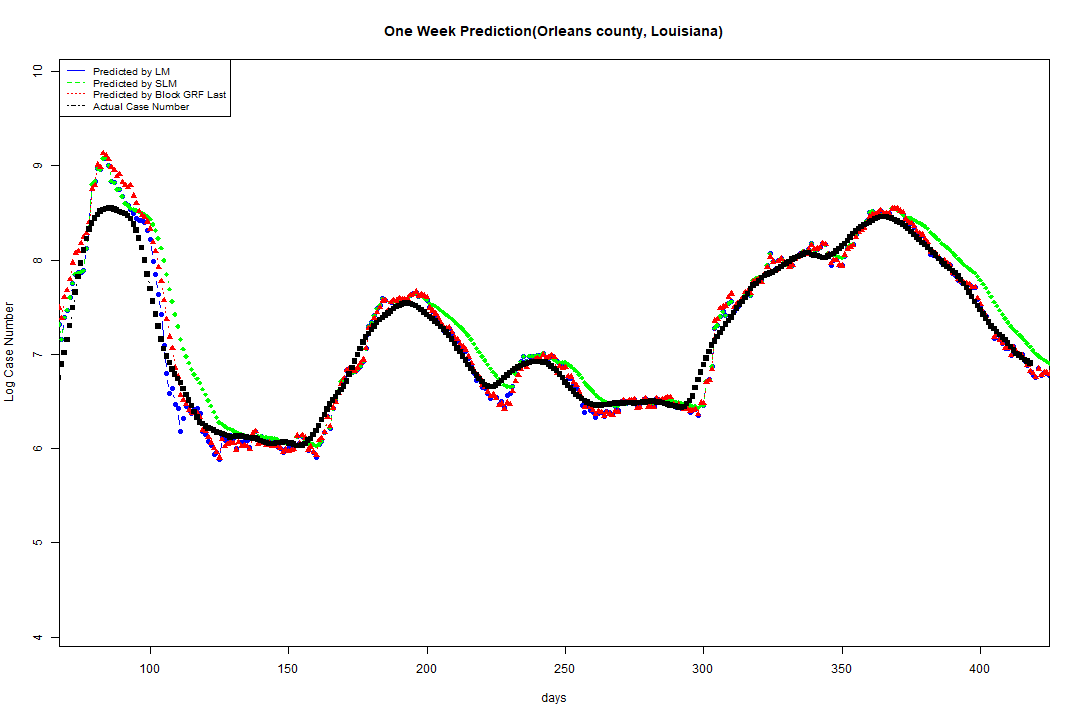 One Week Prediction(Orleans county, Louisiana)
Predicted by LM
Predicted by SLM
Predicted by Block GRF Last
Actual Case Number
10
9
8
7
6
5
4
Log Case Number
100 150 200 250 300 350 400
days